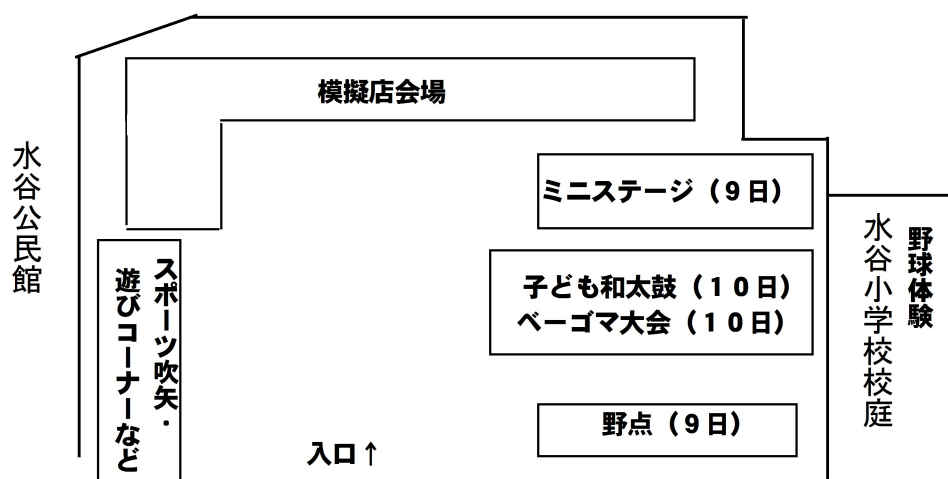 模擬店会場
水谷公民館
ミニステージ（９日）
子ども和太鼓（１０日）
ベーゴマ大会（１０日）
野球体験
水谷小学校校庭
スポーツ吹矢・
遊びコーナーなど
野点（９日）
入口↑